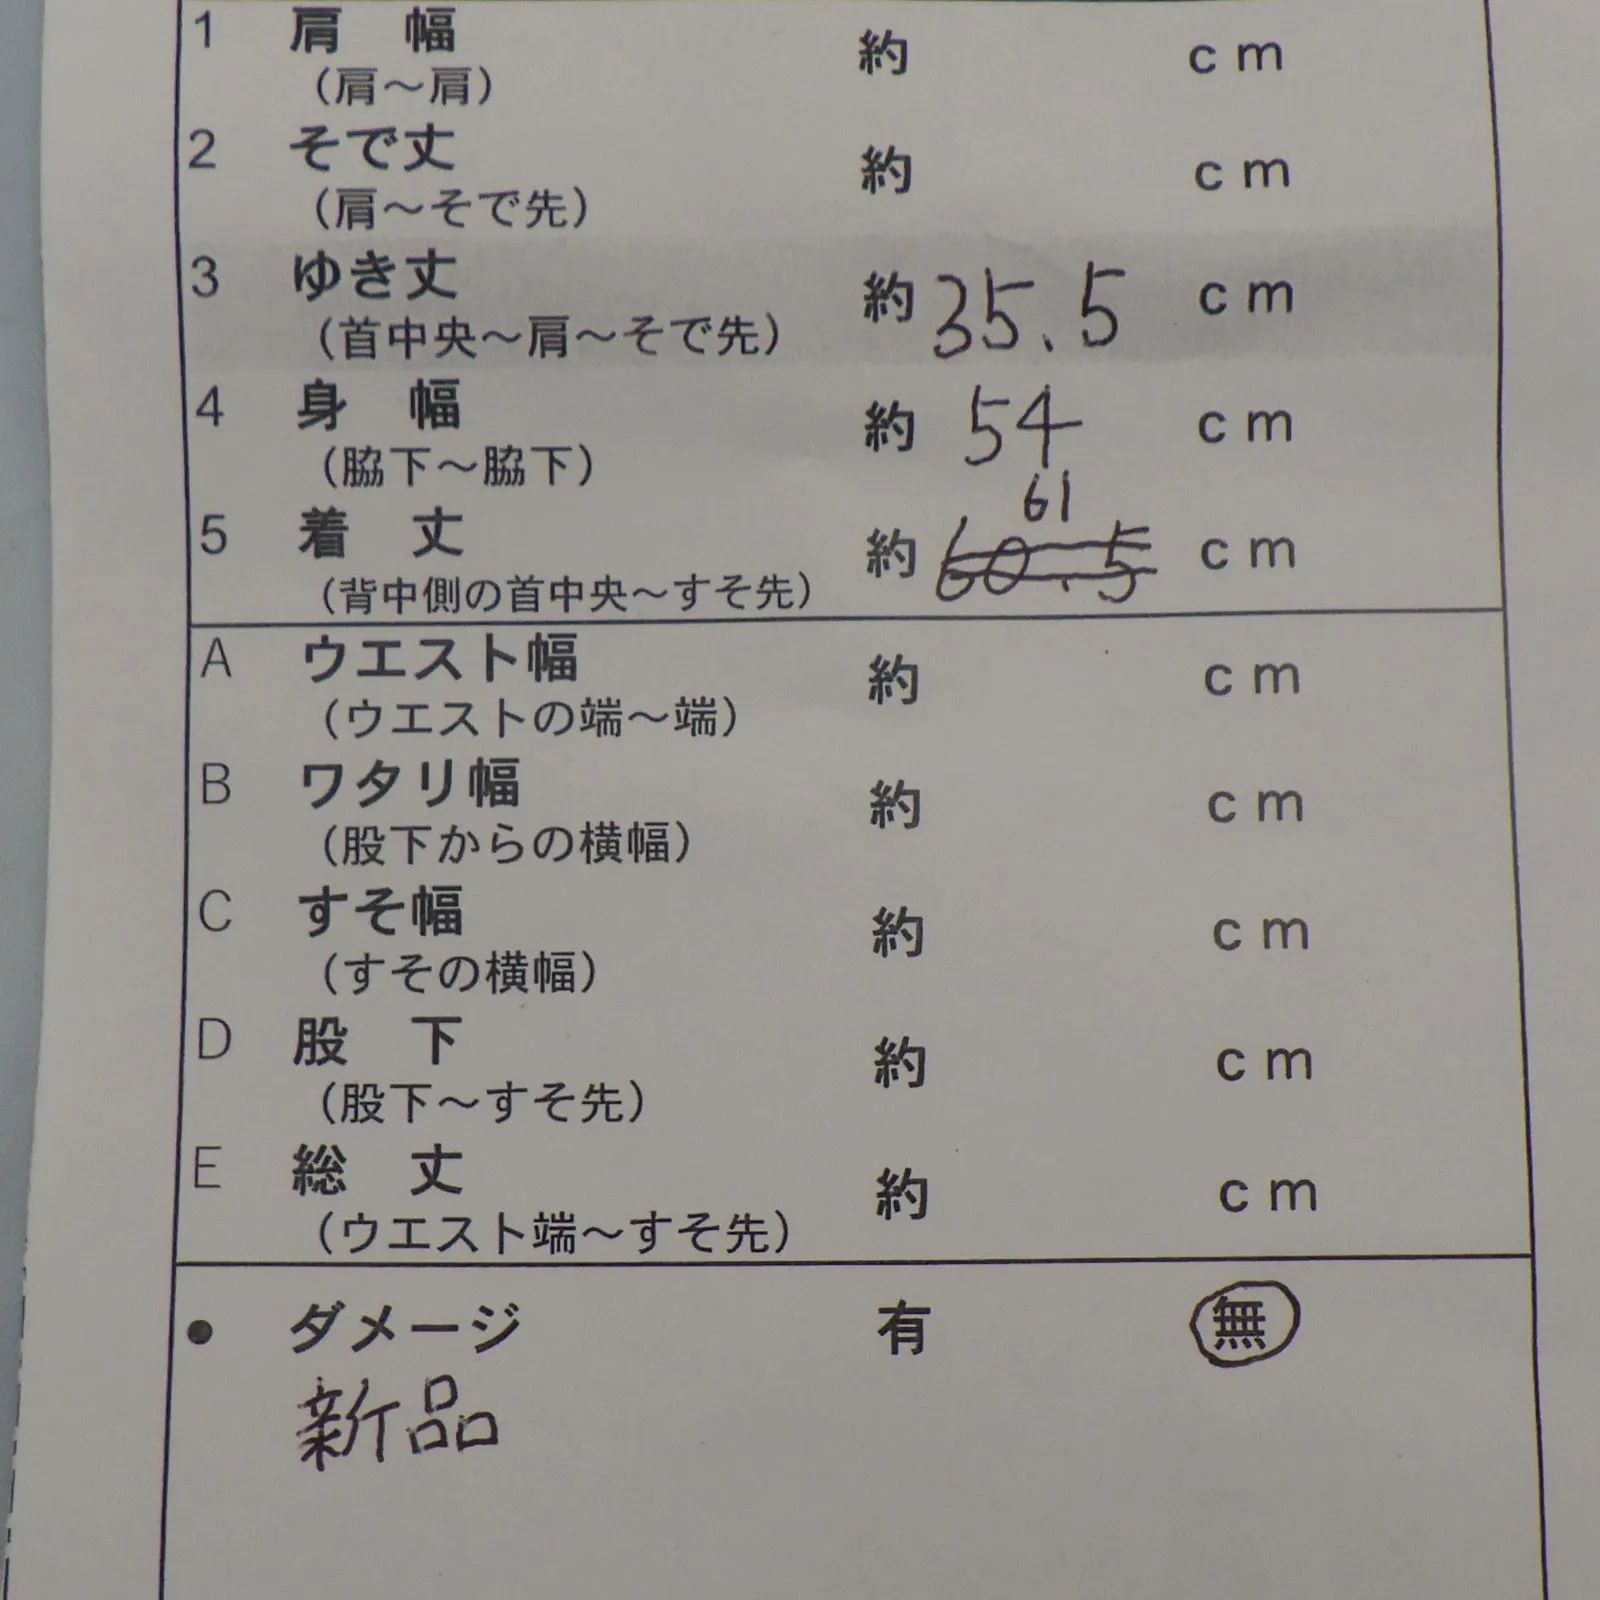 1 肩 幅 約 cm
（肩～肩）
2 そで丈 約 cm
（肩～そで先）
3 ゆき丈 約 35.5 cm
（首中央～肩～そで先）
4 身 幅 約 54 cm
（脇下～脇下）
61
5 着 丈 約 60.5 cm
（背中側の首中央～すそ先）
A ウエスト幅 約 cm
（ウエストの端～端）
B ワタリ幅 約 cm
（股下からの横幅）
C すそ幅 約 cm
（すその横幅）
D 股 下 約 cm
（股下～すそ先）
E 総 丈 約 cm
（ウエスト端～すそ先）
● ダメージ 有 無
新品